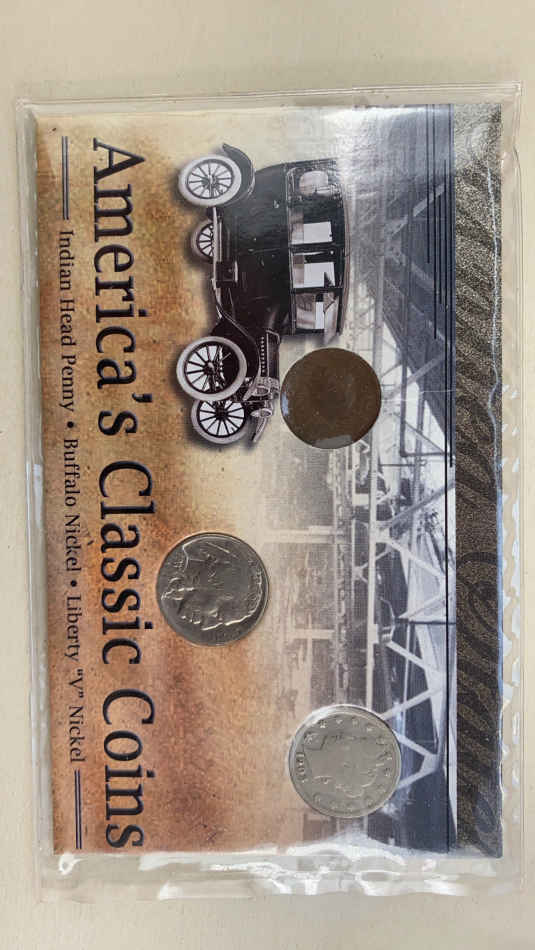 America's Classic Coins
Indian Head Penny • Buffalo Nickel • Liberty "V" Nickel